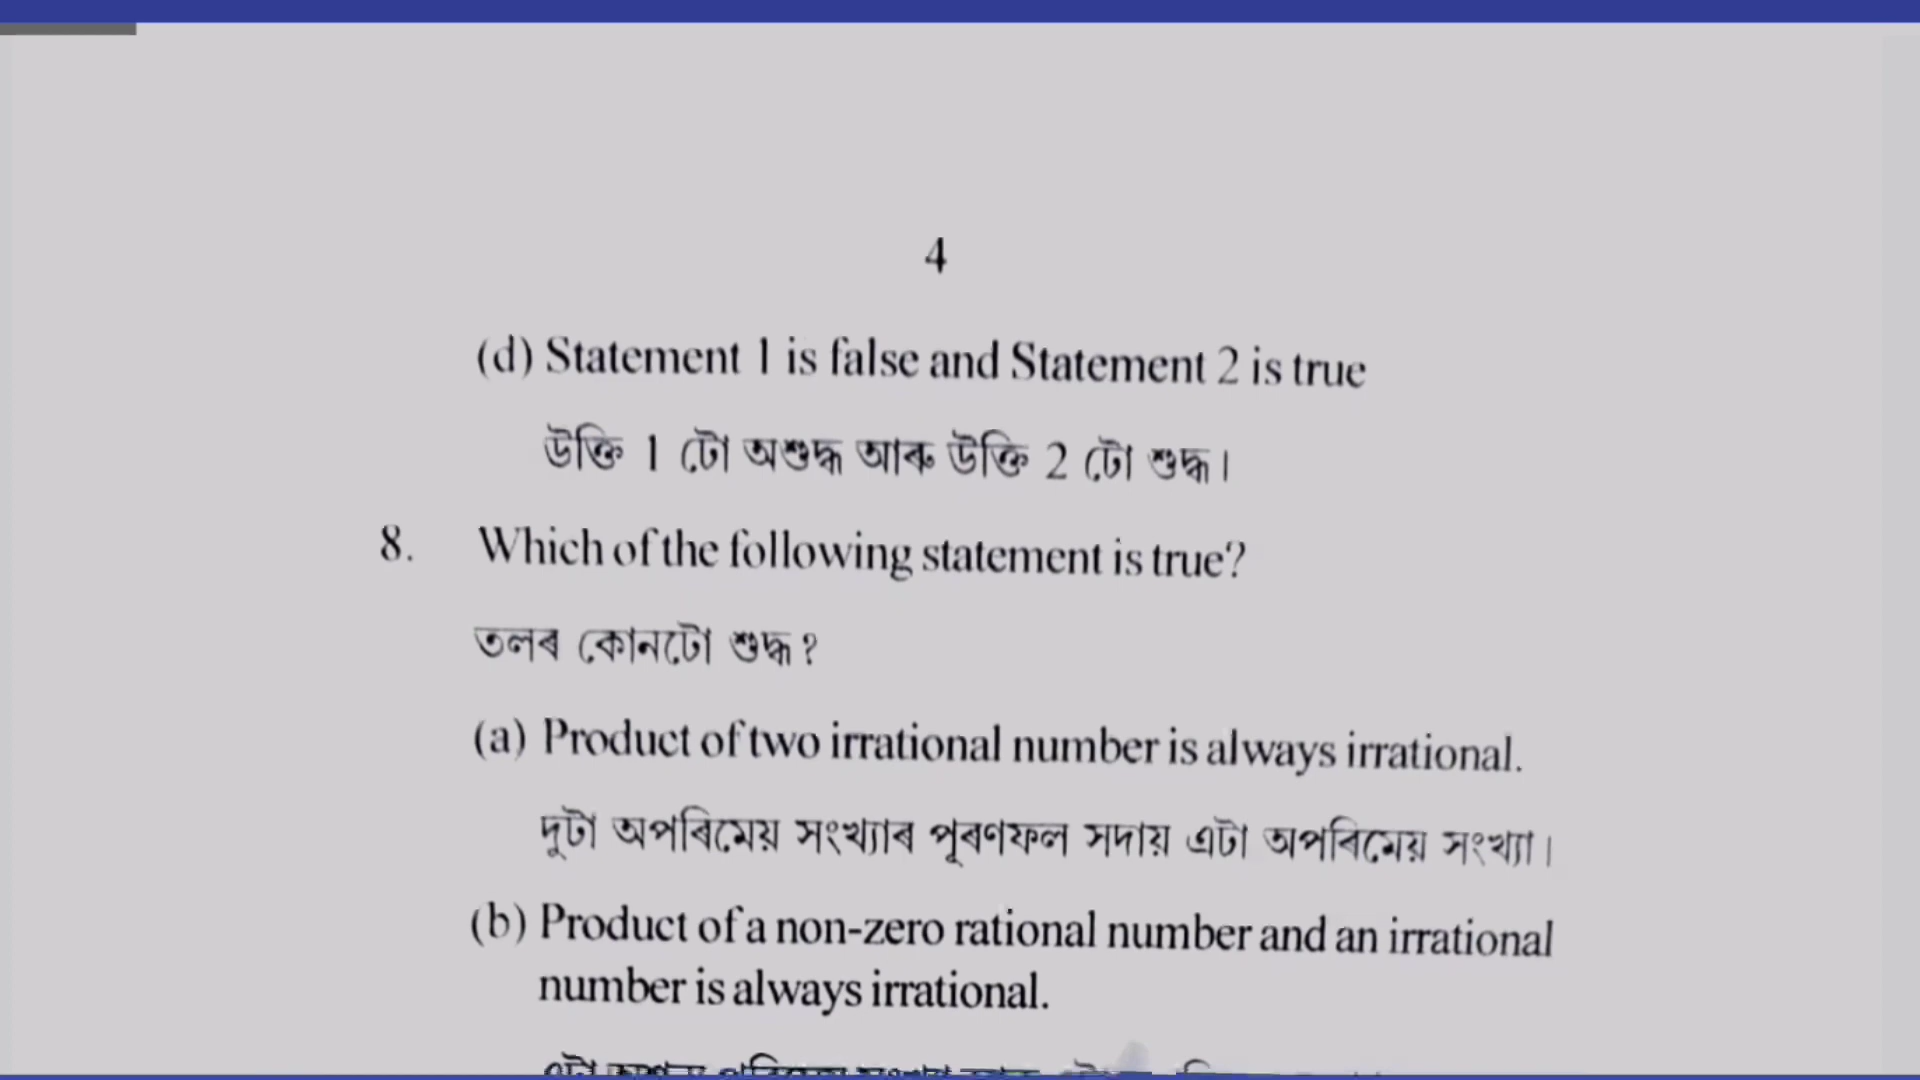 4
(d) Statement 1 is false and Statement 2 is true
উক্তি 1 টো অশুদ্ধ আৰু উক্তি 2 টো শুদ্ধ।
8. Which of the following statement is true?
তলৰ কোনটো শুদ্ধ?
(a) Product of two irrational number is always irrational.
দুটা অপৰিমেয় সংখ্যাৰ পূৰণফল সদায় এটা অপৰিমেয় সংখ্যা।
(b) Product of a non-zero rational number and an irrational
number is always irrational.